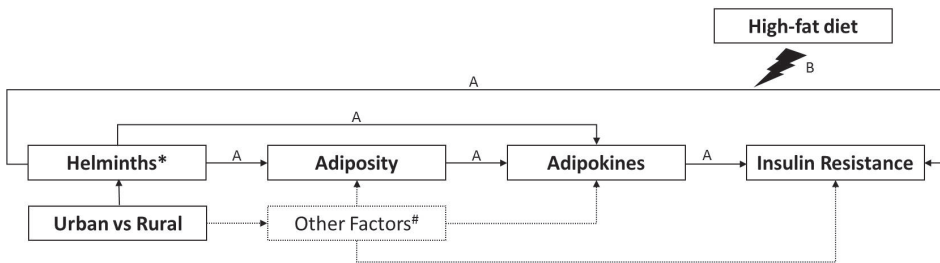 High-fat diet
B
A
A
Helminths*
A
Adiposity
A
Adipokines
A
Insulin Resistance
Urban vs Rural
Other Factors#